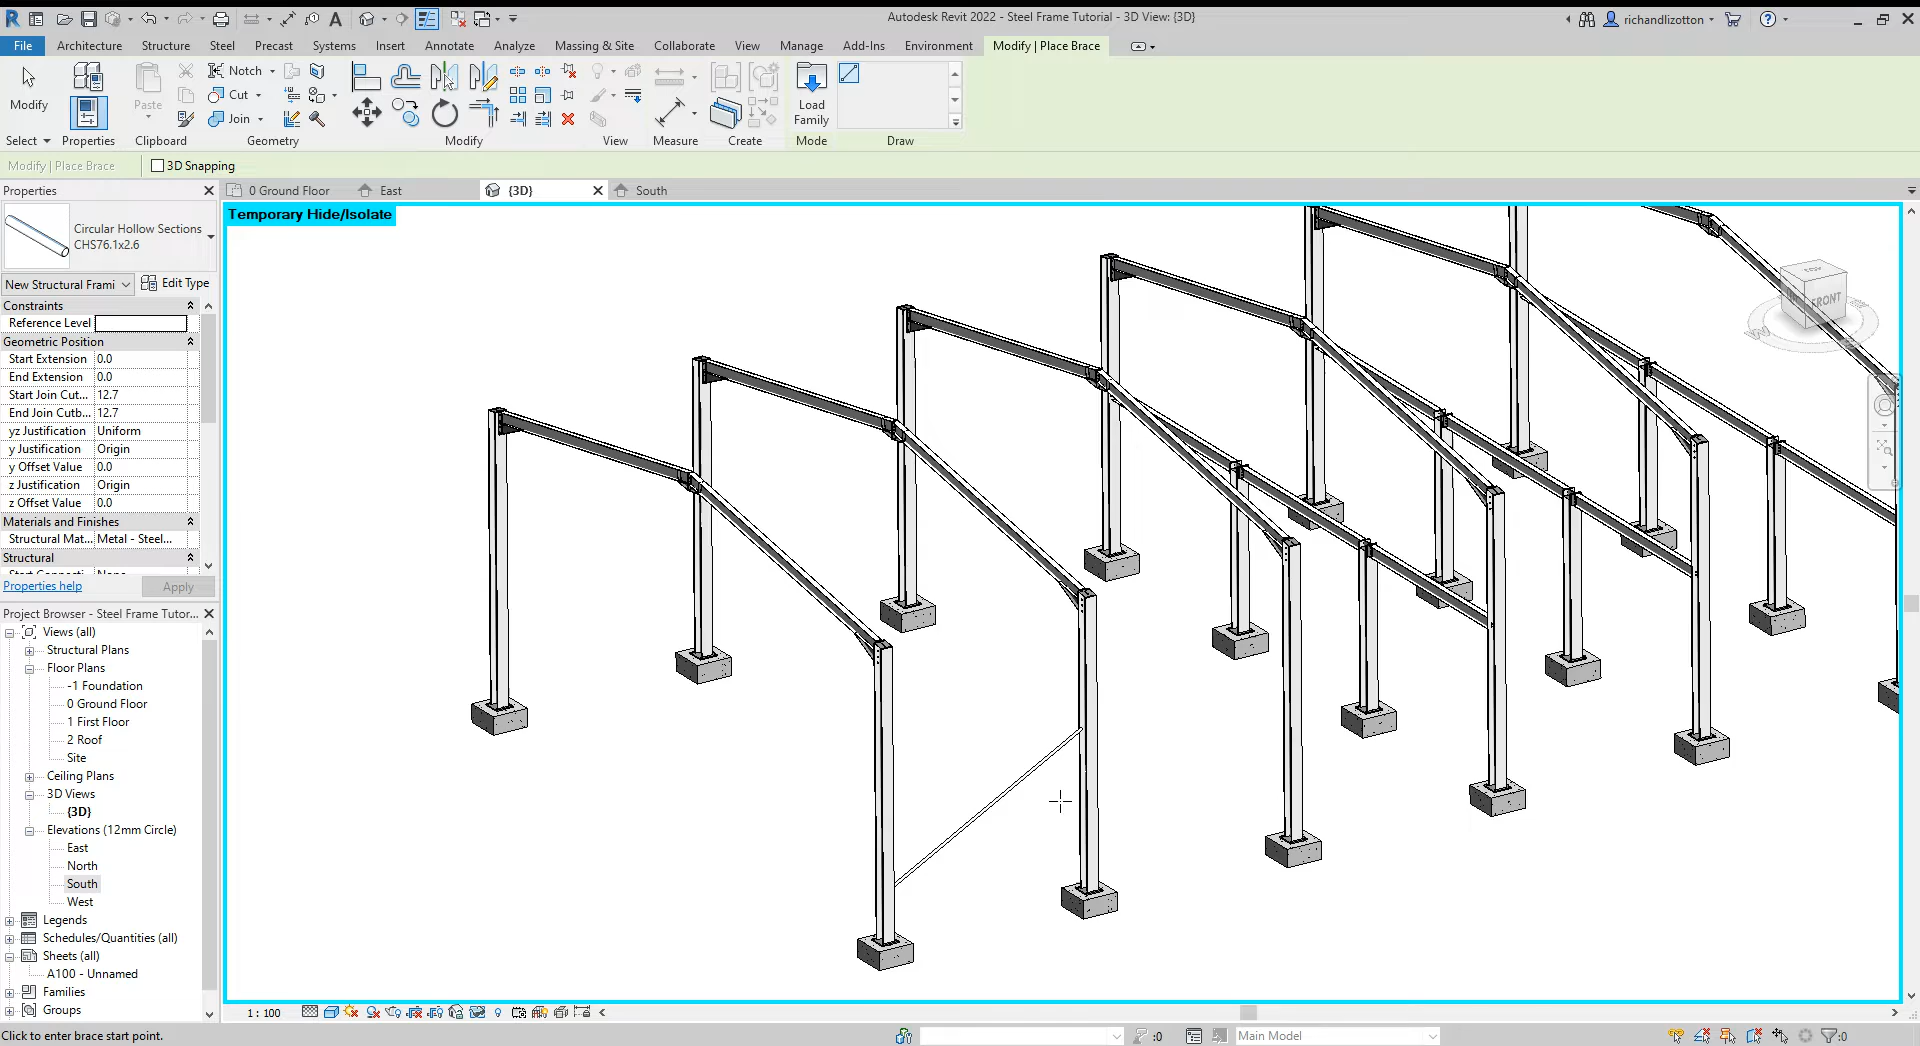 Autodesk Revit 2022 - Steel Frame Tutorial - 3D View: {3D}
richandlizotton
File
Architecture
Structure
Steel
Precast
Systems
Insert
Annotate
Analyze
Massing & Site
Collaborate
View
Manage
Add-Ins
Environment
Modify | Place Brace
Modify
Paste
Notch
Cut
Join
Load
Family
Select
Properties
Clipboard
Geometry
Modify
View
Measure
Create
Mode
Draw
Modify | Place Brace
3D Snapping
Properties
0 Ground Floor
East
{3D}
South
Temporary Hide/Isolate
Circular Hollow Sections
CHS76.1x2.6
New Structural Frami
Edit Type
Constraints
Reference Level
Geometric Position
Start Extension 0.0
End Extension 0.0
Start Join Cut... 12.7
End Join Cutb... 12.7
yz Justification Uniform
y Justification Origin
y Offset Value 0.0
z Justification Origin
z Offset Value 0.0
Materials and Finishes
Structural Mat... Metal - Steel...
Structural
Properties help
Apply
Project Browser - Steel Frame Tutor...
Views (all)
Structural Plans
Floor Plans
-1 Foundation
0 Ground Floor
1 First Floor
2 Roof
Site
Ceiling Plans
3D Views
{3D}
Elevations (12mm Circle)
East
North
South
West
Legends
Schedules/Quantities (all)
Sheets (all)
A100 - Unnamed
Families
Groups
FRONT
W
1 : 100
Click to enter brace start point.
:0
Main Model
:0